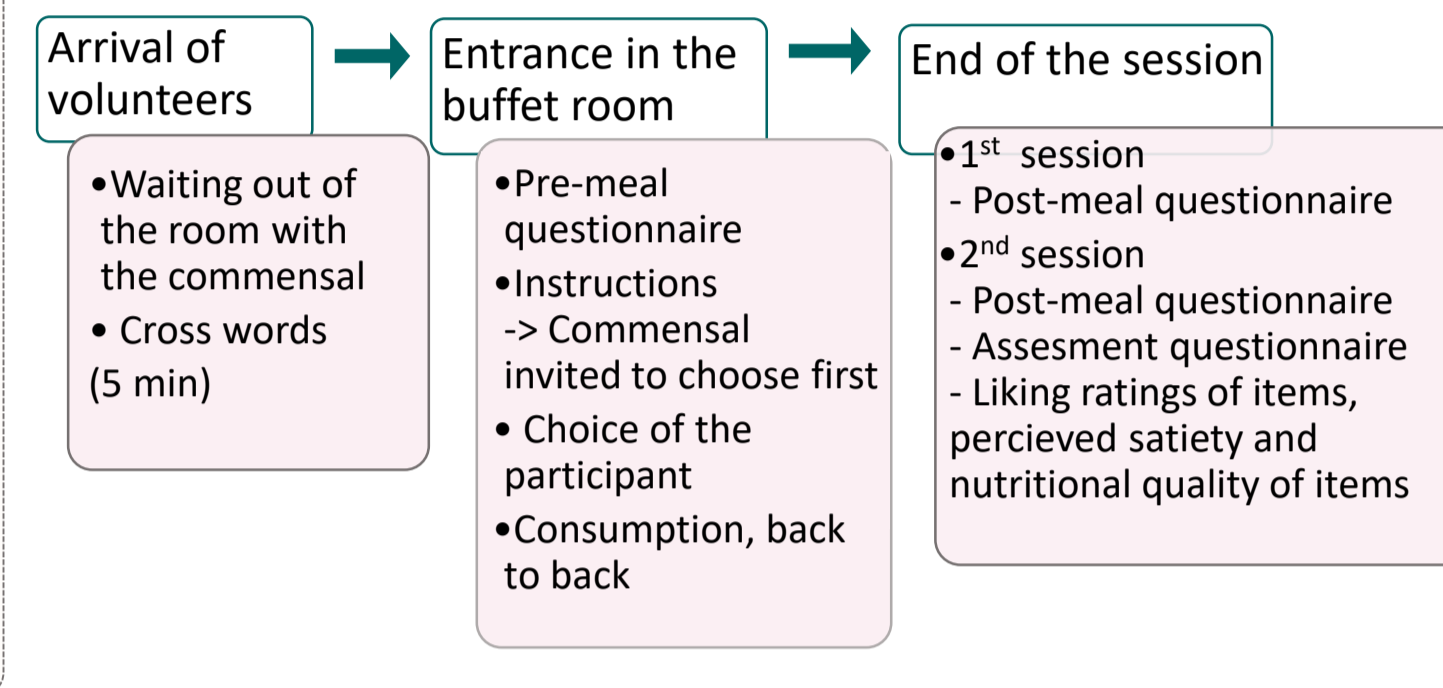 Arrival of
volunteers
•Waiting out of
the room with
the commensal
• Cross words
(5 min)
Entrance in the
buffet room
•Pre-meal
questionnaire
•Instructions
-> Commensal
invited to choose first
• Choice of the
participant
•Consumption, back
to back
End of the session
•1st session
- Post-meal questionnaire
•2nd session
- Post-meal questionnaire
- Assesment questionnaire
- Liking ratings of items,
percieved satiety and
nutritional quality of items